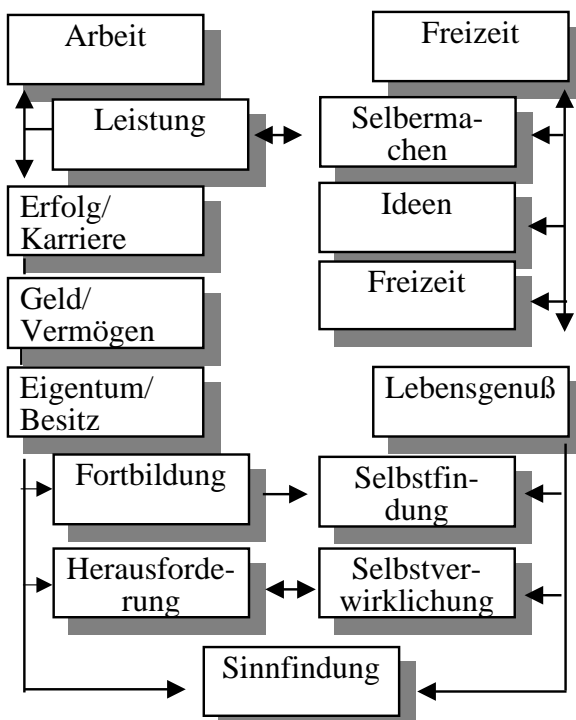 Arbeit
Freizeit
Leistung
Selberma-
chen
Erfolg/
Karriere
Ideen
Geld/
Vermögen
Freizeit
Eigentum/
Besitz
Lebensgenuß
Fortbildung
Selbstfin-
dung
Herausforde-
rung
Selbstver-
wirklichung
Sinnfindung